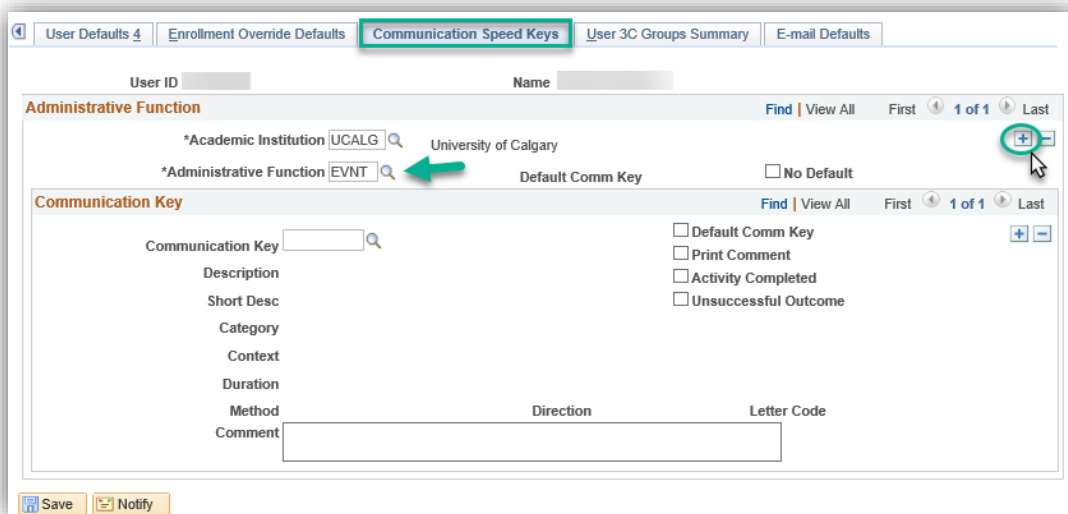 User Defaults 4 Enrollment Override Defaults Communication Speed Keys User 3C Groups Summary E-mail Defaults
User ID Name
Administrative Function Find | View All First 1 of 1 Last
*Academic Institution UCALG University of Calgary
*Administrative Function EVNT Default Comm Key No Default
Communication Key Find | View All First 1 of 1 Last
Communication Key Default Comm Key
Print Comment
Description Activity Completed
Short Desc Unsuccessful Outcome
Category
Context
Duration
Method Direction Letter Code
Comment
Save Notify